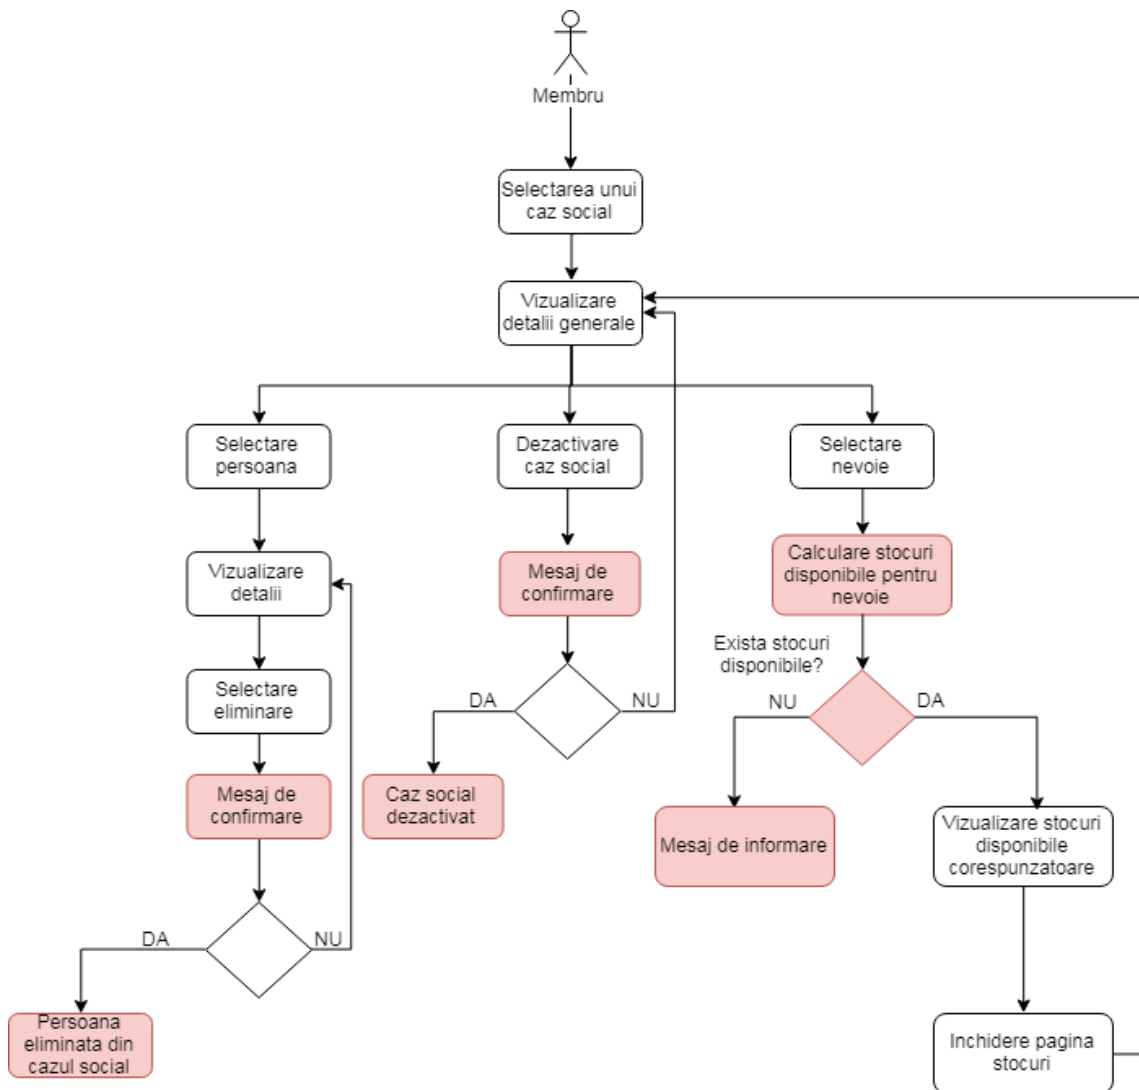 Membru
Selectarea unui
caz social
Vizualizare
detalii generale
Selectare
persoana
Dezactivare
caz social
Selectare
nevoie
Vizualizare
detalii
Mesaj de
confirmare
Calculare stocuri
disponibile pentru
nevoie
Exista stocuri
disponibile?
Selectare
eliminare
DA
NU
NU
DA
Mesaj de
confirmare
Caz social
dezactivat
Mesaj de informare
Vizualizare stocuri
disponibile
corespunzatoare
DA
NU
Persoana
eliminata din
cazul social
Inchidere pagina
stocuri